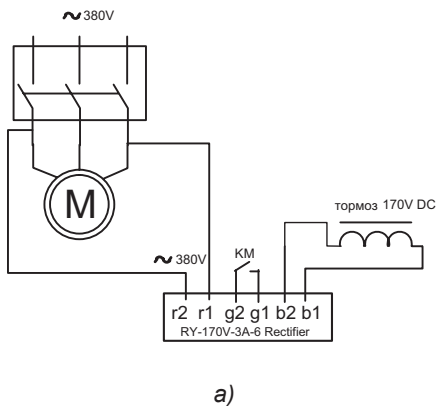 ~ 380V
M
тормоз 170V DC
~ 380V
KM
r2 r1 g2 g1 b2 b1
RY-170V-3A-6 Rectifier
а)